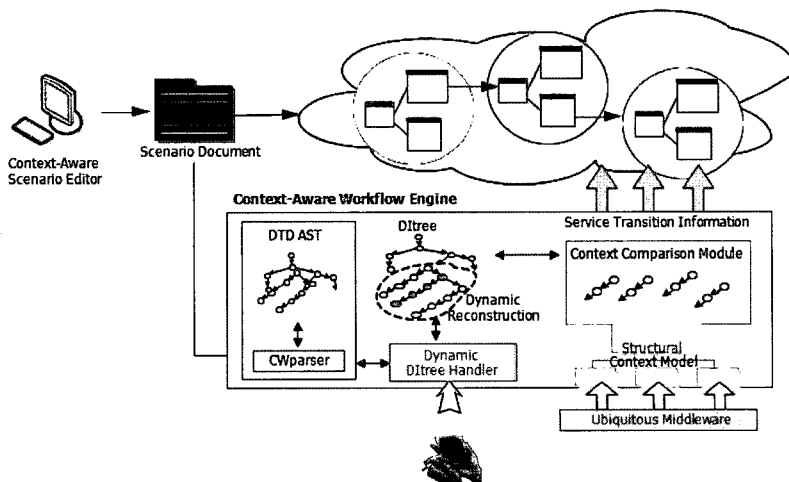 Context-Aware
Scenario Editor
Scenario Document
Context-Aware Workflow Engine
Service Transition Information
DTD AST
DItree
Context Comparison Module
Dynamic
Reconstruction
CWparser
Dynamic
DItree Handler
Structural
Context Model
Ubiquitous Middleware